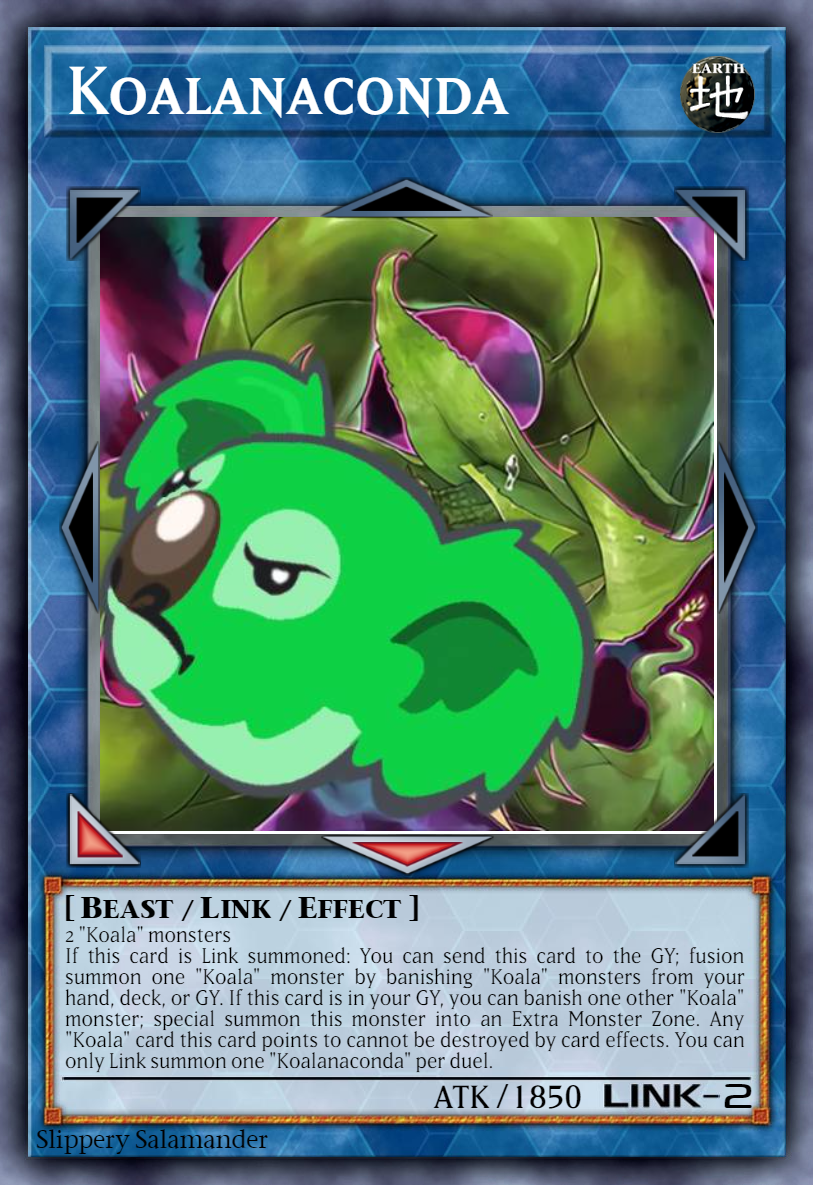 KOALANACONDA
EARTH
地
[ BEAST / LINK / EFFECT ]
2 "Koala" monsters
If this card is Link summoned: You can send this card to the GY; fusion
summon one "Koala" monster by banishing "Koala" monsters from your
hand, deck, or GY. If this card is in your GY, you can banish one other "Koala"
monster; special summon this monster into an Extra Monster Zone. Any
"Koala" card this card points to cannot be destroyed by card effects. You can
only Link summon one "Koalanaconda" per duel.
ATK/1850 LINK-2
Slippery Salamander